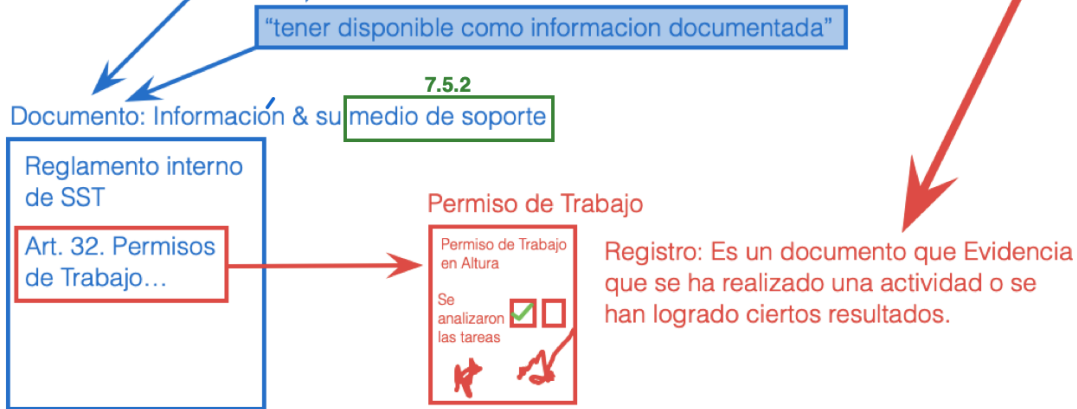 “tener disponible como informacion documentada”
7.5.2
Documento: Información & su medio de soporte
Reglamento interno
de SST
Art. 32. Permisos
de Trabajo…
Permiso de Trabajo
Permiso de Trabajo
en Altura
Se
analizaron
las tareas
Registro: Es un documento que Evidencia
que se ha realizado una actividad o se
han logrado ciertos resultados.